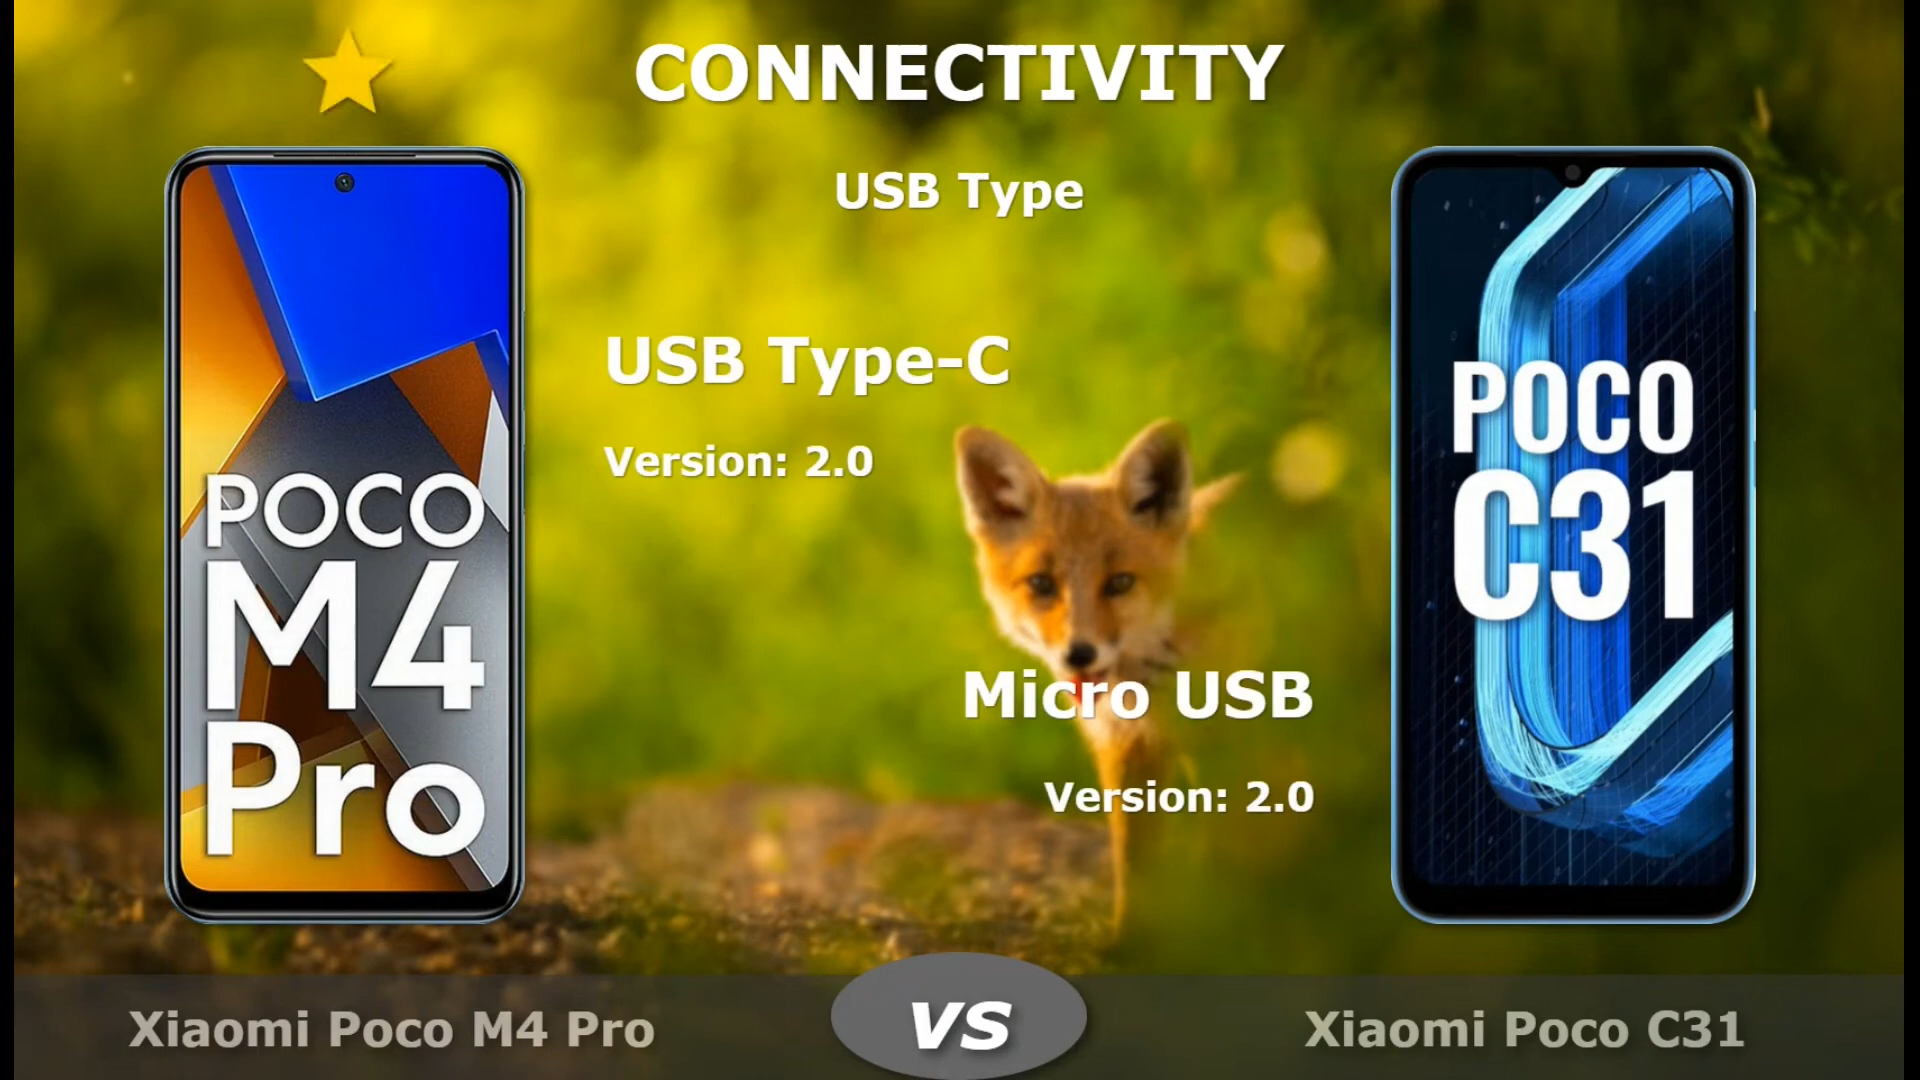 CONNECTIVITY
USB Type
USB Type-C
Version: 2.0
POCO
M4
Pro
POCO
C31
Micro USB
Version: 2.0
Xiaomi Poco M4 Pro
VS
Xiaomi Poco C31